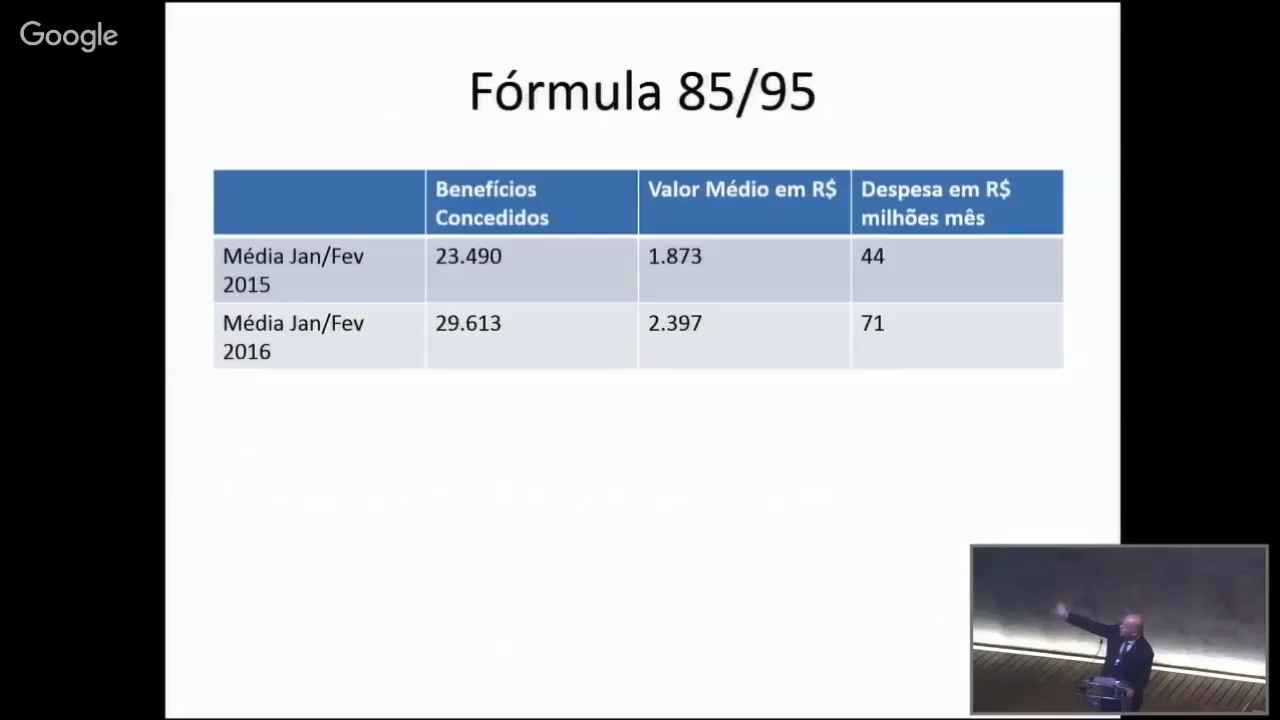 Google
Fórmula 85/95
Benefícios Concedidos
Valor Médio em R$
Despesa em R$ milhões mês
Média Jan/Fev 2015
23.490
1.873
44
Média Jan/Fev 2016
29.613
2.397
71